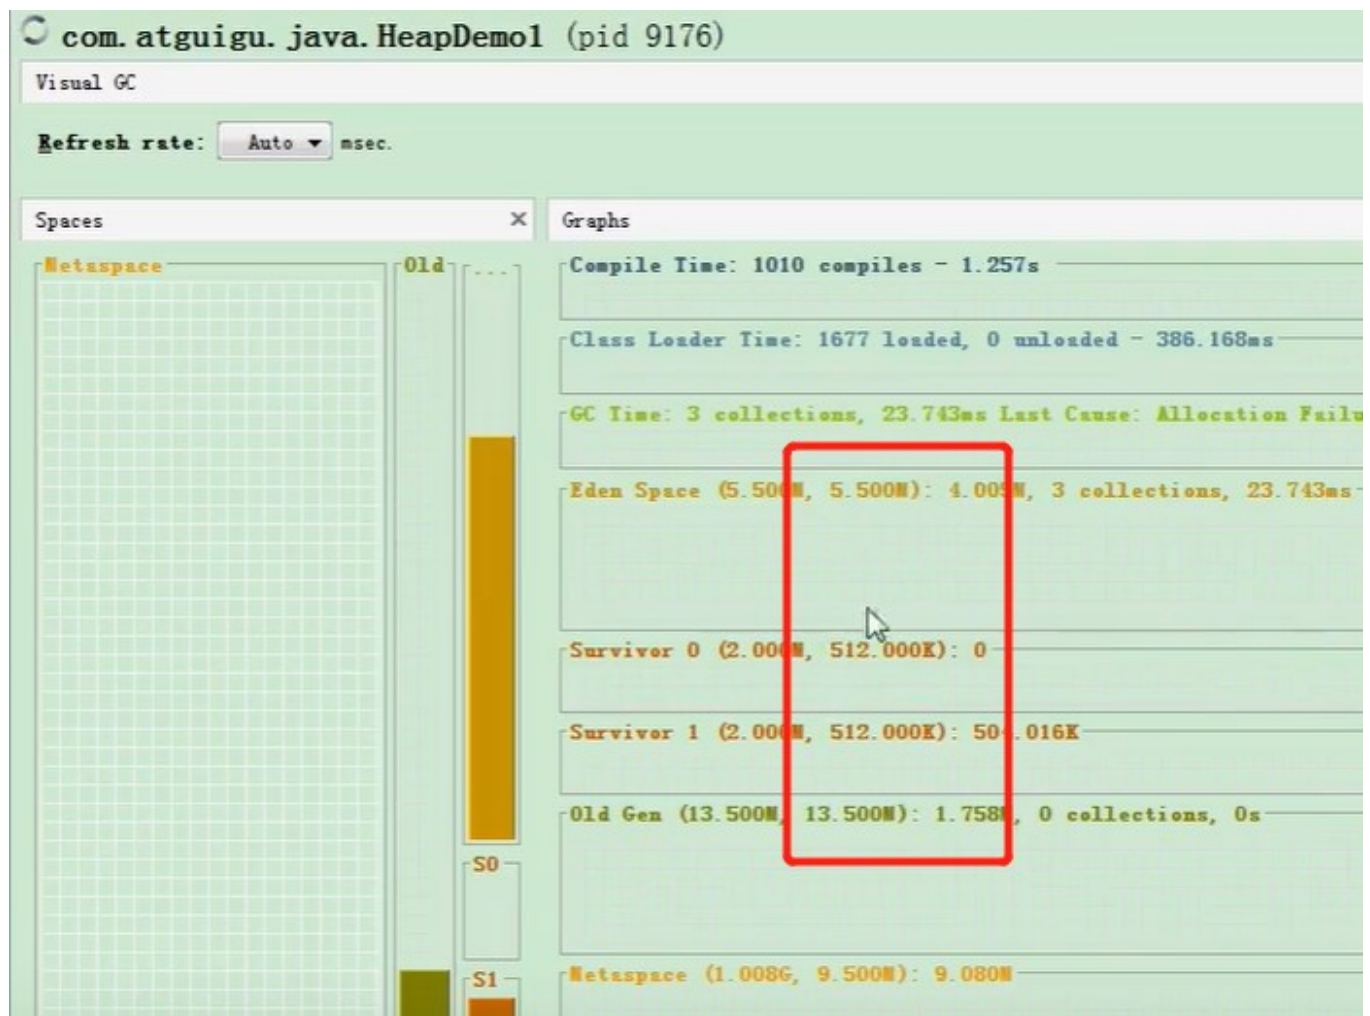 com.atguigu.java.HeapDemo1 (pid 9176)
Visual GC
Refresh rate: Auto msec.
Spaces
Metaspace
Old
...
S0
S1
Graphs
Compile Time: 1010 compiles - 1.257s
Class Loader Time: 1677 loaded, 0 unloaded - 386.168ms
GC Time: 3 collections, 23.743ms Last Cause: Allocation Failu
Eden Space (5.500M, 5.500M): 4.005M, 3 collections, 23.743ms
Survivor 0 (2.000M, 512.000K): 0
Survivor 1 (2.000M, 512.000K): 504.016K
Old Gen (13.500M, 13.500M): 1.758M, 0 collections, 0s
Metaspace (1.008G, 9.500M): 9.080M